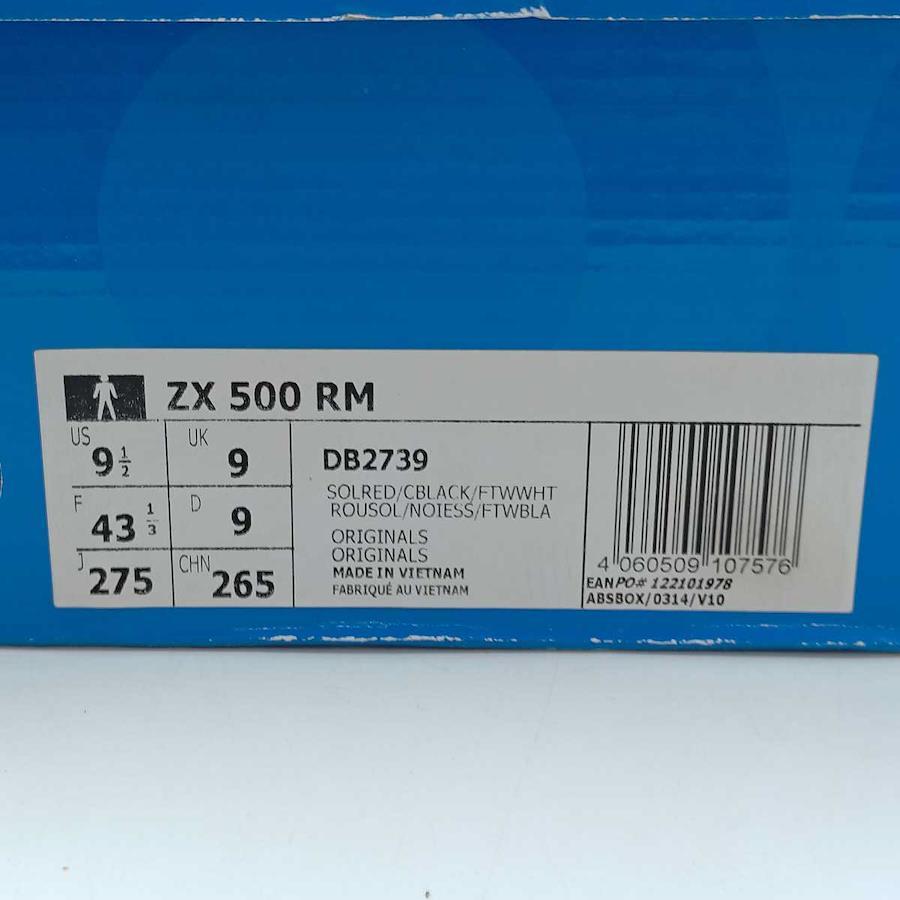 ZX 500 RM
US 9 1/2 UK 9
F 43 1/3 D 9
J 275 CHN 265
DB2739
SOLRED/CBLACK/FTWWHT
ROUSOL/NOIESS/FTWBLA
ORIGINALS
ORIGINALS
MADE IN VIETNAM
FABRIQUÉ AU VIETNAM
4 060509 107576
EAN PO# 122101978
ABSBOX/0314/V10